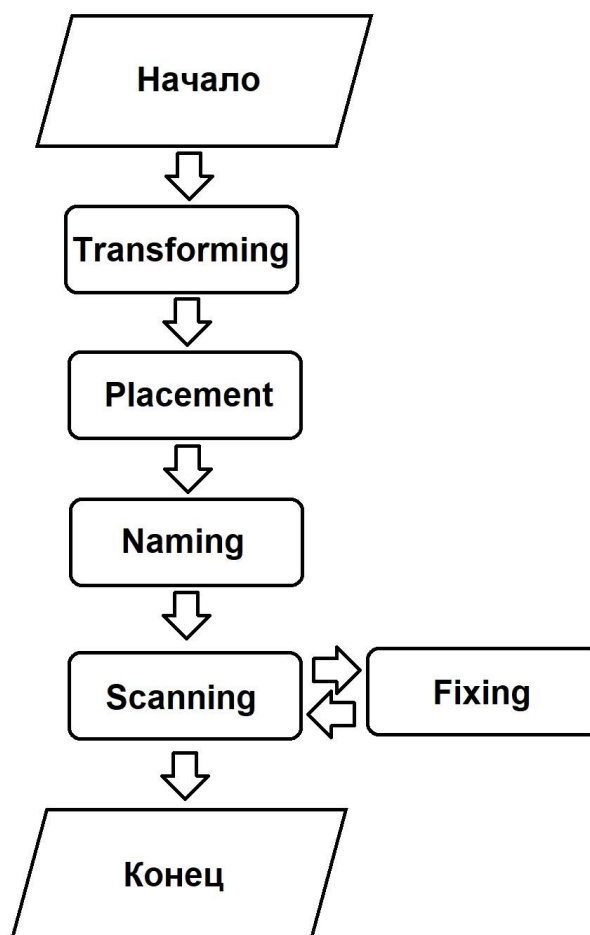 Начало
Transforming
Placement
Naming
Scanning
Fixing
Конец